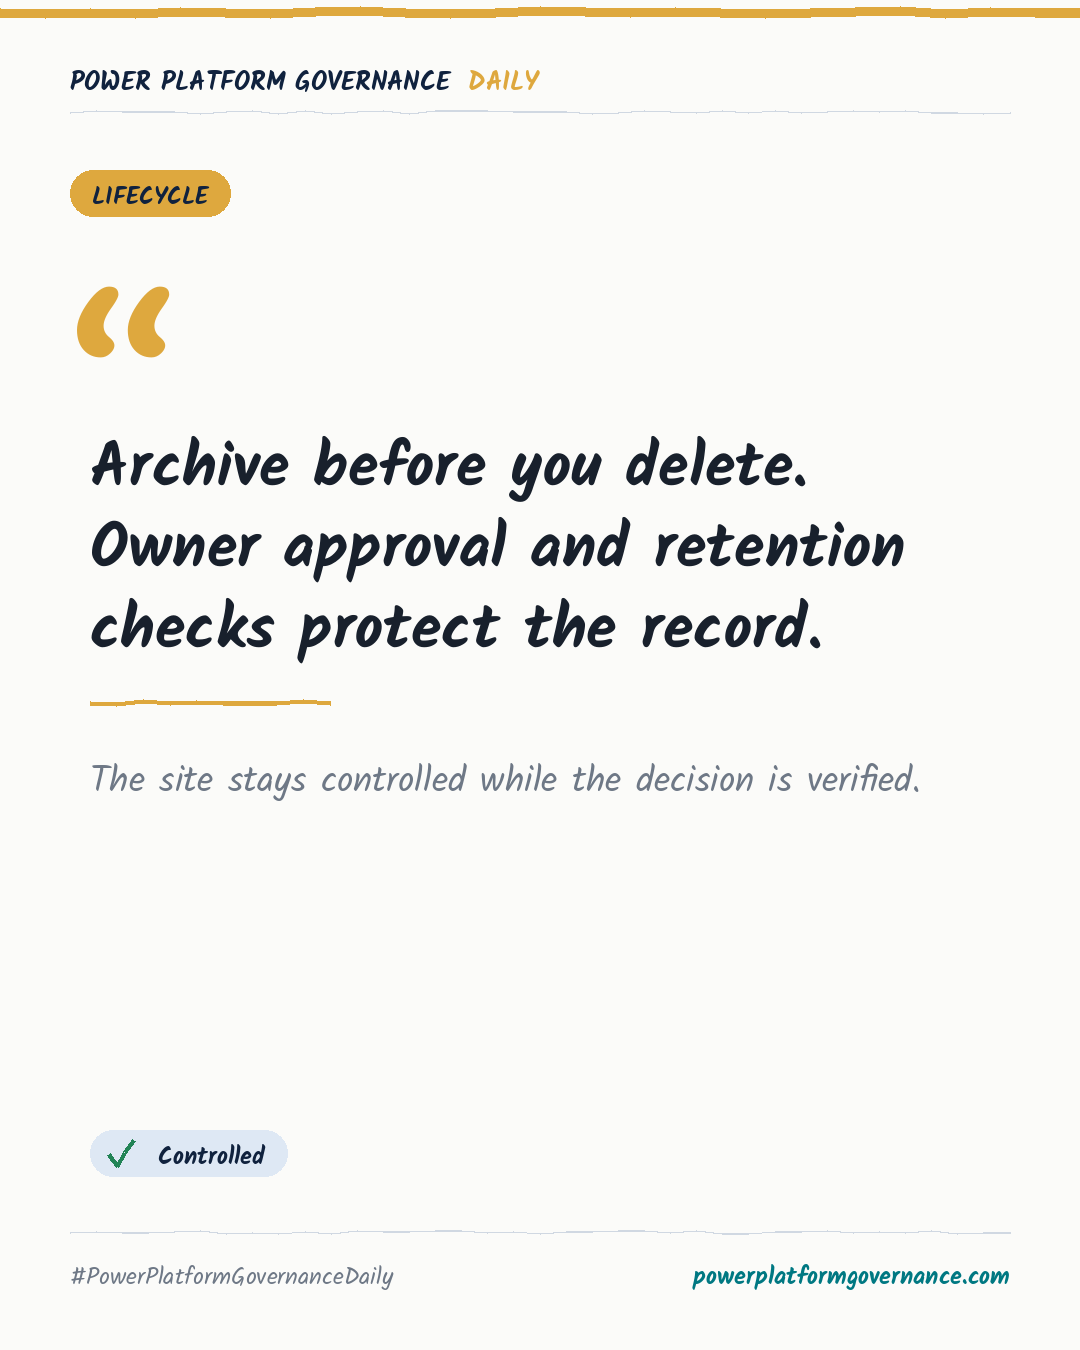 POWER PLATFORM GOVERNANCE DAILY
LIFECYCLE
“
Archive before you delete.
Owner approval and retention
checks protect the record.
The site stays controlled while the decision is verified.
Controlled
#PowerPlatformGovernanceDaily
powerplatformgovernance.com